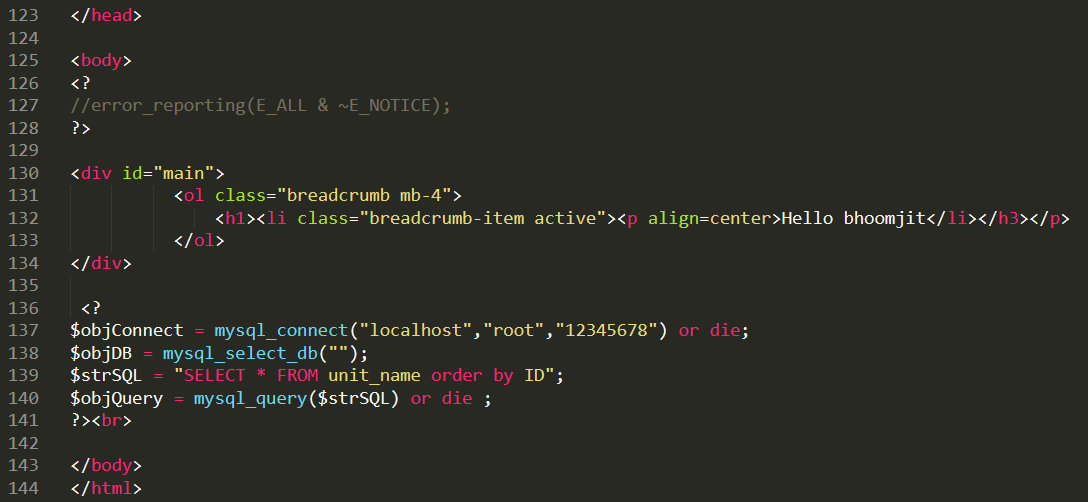 123 </head>
124
125 <body>
126 <?
127 //error_reporting(E_ALL & ~E_NOTICE);
128 ?>
129
130 <div id="main">
131 <ol class="breadcrumb mb-4">
132 <h1><li class="breadcrumb-item active"><p align=center>Hello bhoomjit</li></h3></p>
133 </ol>
134 </div>
135
136 <?
137 $objConnect = mysql_connect("localhost","root","12345678") or die;
138 $objDB = mysql_select_db("");
139 $strSQL = "SELECT * FROM unit_name order by ID";
140 $objQuery = mysql_query($strSQL) or die ;
141 ?><br>
142
143 </body>
144 </html>